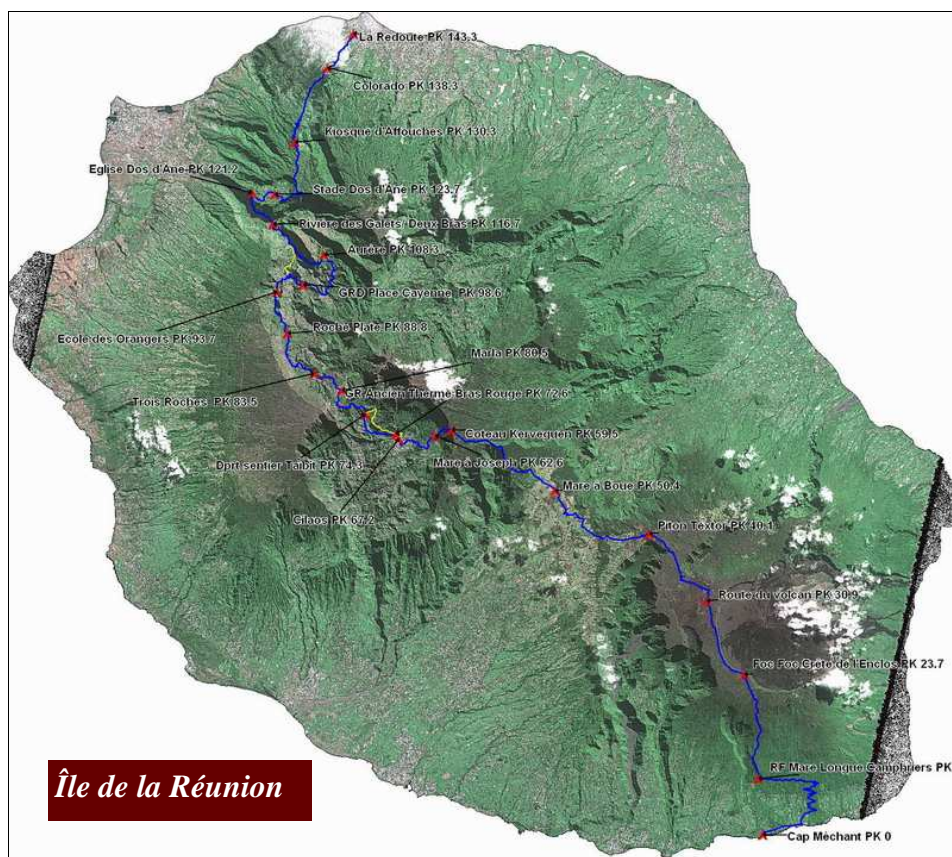 La Redoute PK 143.3
Colorado PK 138.3
Kiosque d'Affouches PK 130.3
Eglise Dos d'Ane PK 121.2
Stade Dos d'Ane PK 123.7
Rivière des Galets/ Deux Bras PK 116.7
Aurère PK 108.3
GRD Place Cayenne PK 98.6
Ecole des Orangers PK 93.7
Roche Plate PK 88.8
Marla PK 80.5
Trois Roches PK 83.5
GR Ancien Therme Bras Rouge PK 72.6
Coteau Kerveguen PK 59.5
Dprt sentier Taibit PK 74.3
Mare à Joseph PK 62.6
Cilaos PK 67.2
Mare a Boue PK 50.4
Piton Textor PK 40.1
Route du volcan PK 30.9
Foc Foc Crete de l'Enclos PK 23.7
RF Mare Longue Camphriers PK
Île de la Réunion
Cap Méchant PK 0